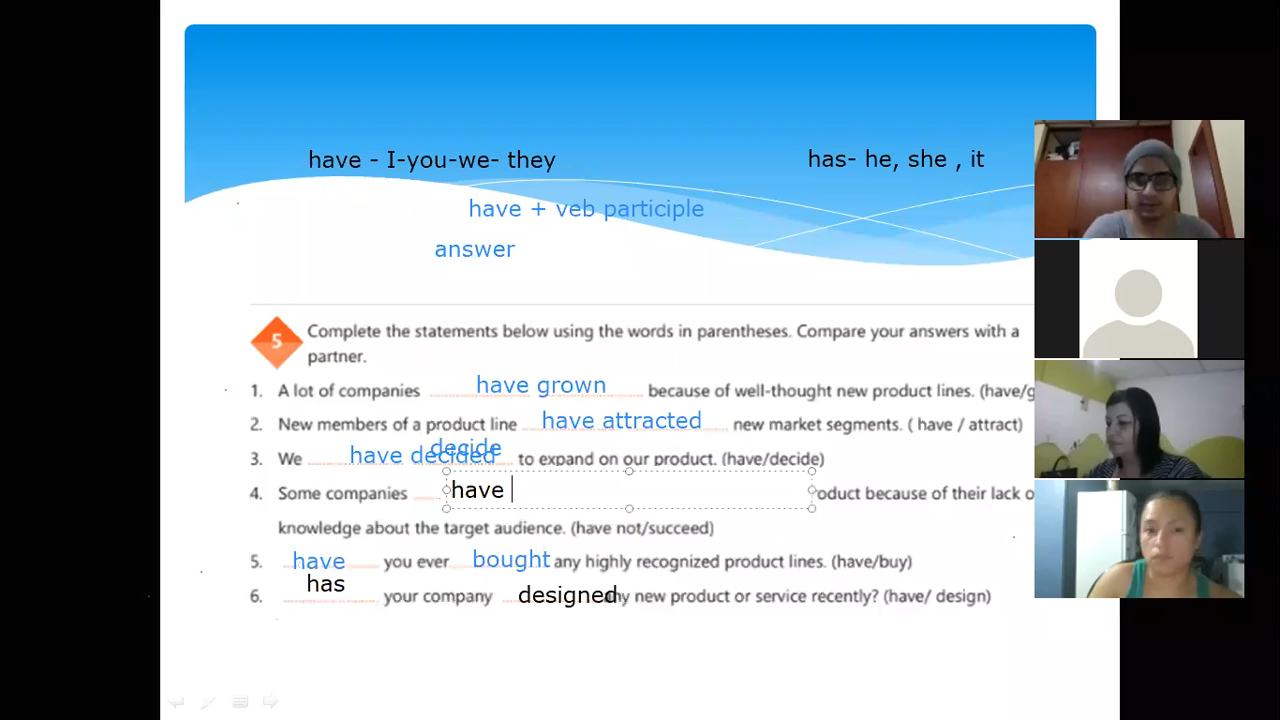 have - I-you-we- they
has- he, she , it
have + veb participle
answer
5
Complete the statements below using the words in parentheses. Compare your answers with a
partner.
1. A lot of companies have grown because of well-thought new product lines. (have/g
2. New members of a product line have attracted new market segments. ( have / attract)
decide
3. We have decided to expand on our product. (have/decide)
4. Some companies have oduct because of their lack o
knowledge about the target audience. (have not/succeed)
5. have you ever bought any highly recognized product lines. (have/buy)
6. has your company designed any new product or service recently? (have/ design)